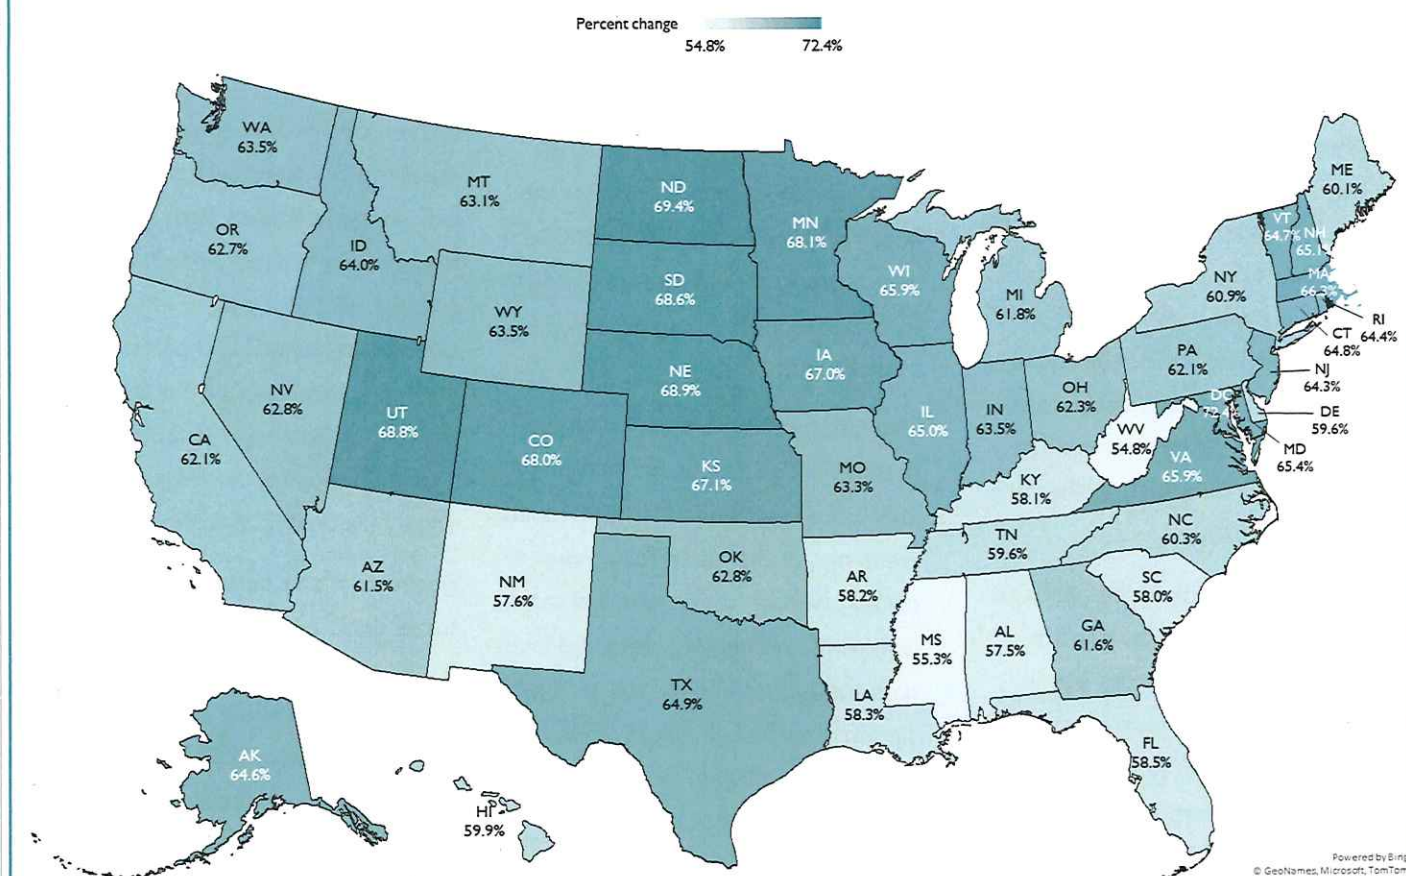 Percent change
54.8%
72.4%
WA
63.5%
MT
63.1%
ND
69.4%
MN
68.1%
ME
60.1%
VT
64.7%
NH
65.1
OR
62.7%
ID
64.0%
SD
68.6%
WI
65.9%
MI
61.8%
NY
60.9%
MA
66.3%
WY
63.5%
RI
64.4%
CT
64.8%
IA
67.0%
PA
62.1%
NJ
64.3%
NE
68.9%
NV
62.8%
UT
68.8%
CO
68.0%
IL
65.0%
IN
63.5%
OH
62.3%
DC
DE
59.6%
CA
62.1%
KS
67.1%
MO
63.3%
WV
54.8%
MD
65.4%
VA
65.9%
KY
58.1%
NC
60.3%
TN
59.6%
AZ
61.5%
NM
57.6%
OK
62.8%
AR
58.2%
SC
58.0%
MS
55.3%
AL
57.5%
GA
61.6%
TX
64.9%
LA
58.3%
FL
58.5%
AK
64.6%
HI
59.9%
Powered by Bing
© GeoNames, Microsoft, TomTom